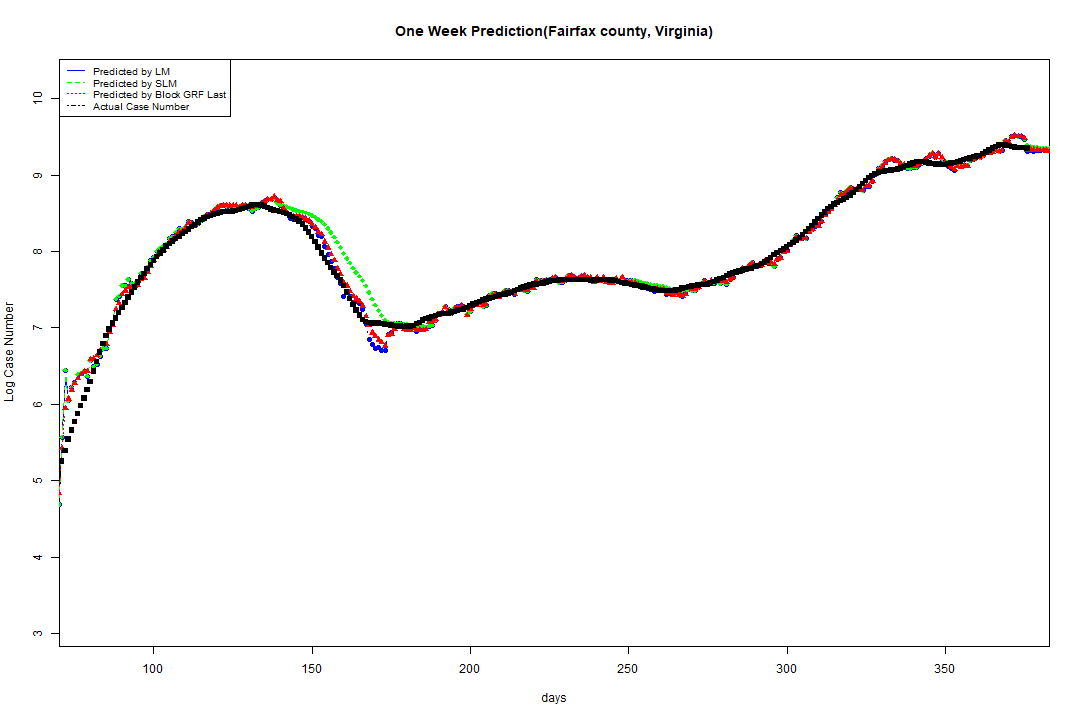 One Week Prediction(Fairfax county, Virginia)
Predicted by LM
Predicted by SLM
Predicted by Block GRF Last
Actual Case Number
10
9
8
7
6
5
4
3
Log Case Number
100 150 200 250 300 350
days